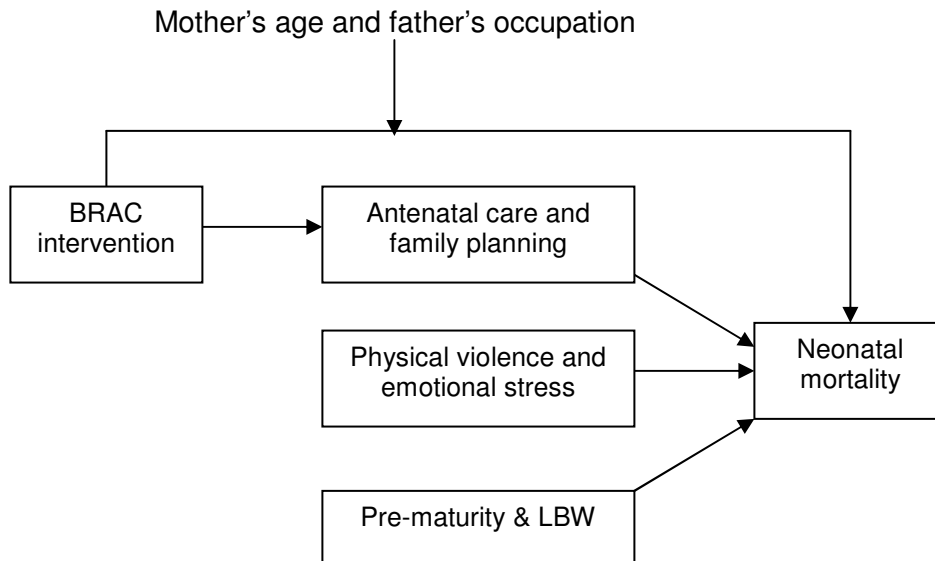 Mother’s age and father’s occupation
BRAC
intervention
Antenatal care and
family planning
Physical violence and
emotional stress
Neonatal
mortality
Pre-maturity & LBW